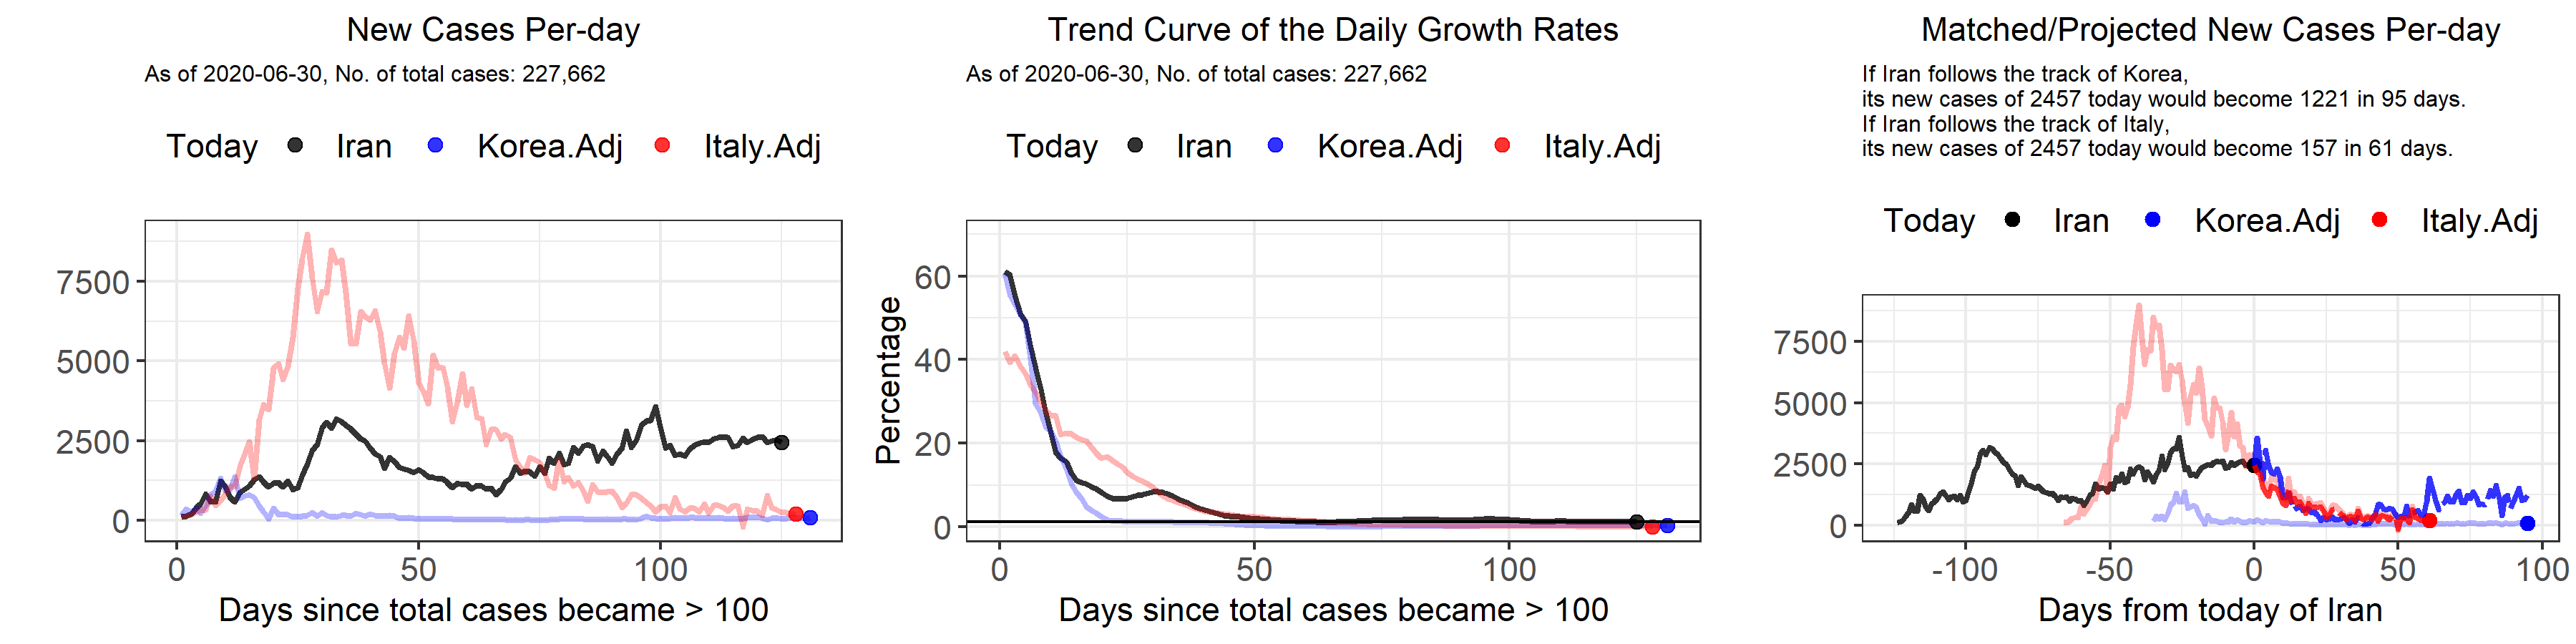 New Cases Per-day
As of 2020-06-30, No. of total cases: 227,662
Today Iran Korea.Adj Italy.Adj
7500
5000
2500
0
0 50 100
Days since total cases became > 100
Trend Curve of the Daily Growth Rates
As of 2020-06-30, No. of total cases: 227,662
Today Iran Korea.Adj Italy.Adj
Percentage
60
40
20
0
0 50 100
Days since total cases became > 100
Matched/Projected New Cases Per-day
If Iran follows the track of Korea,
its new cases of 2457 today would become 1221 in 95 days.
If Iran follows the track of Italy,
its new cases of 2457 today would become 157 in 61 days.
Today Iran Korea.Adj Italy.Adj
7500
5000
2500
0
-100 -50 0 50 100
Days from today of Iran